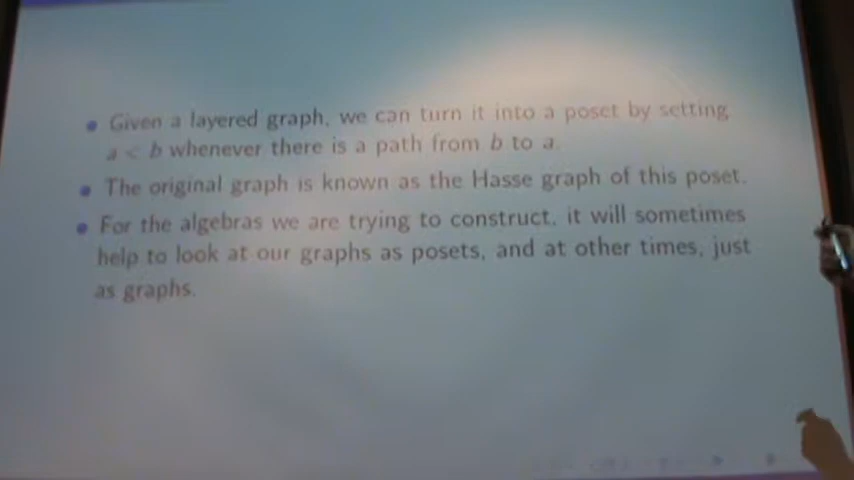 Given a layered graph, we can turn it into a poset by setting
a < b whenever there is a path from b to a.
The original graph is known as the Hasse graph of this poset.
For the algebras we are trying to construct, it will sometimes
help to look at our graphs as posets, and at other times, just
as graphs.